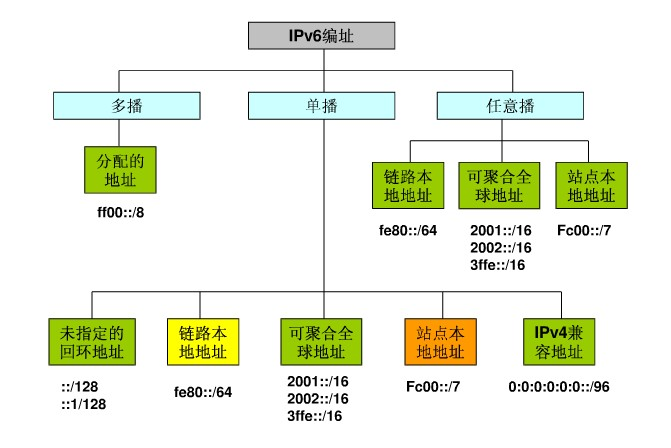 IPv6编址
多播
单播
任意播
分配的
地址
ff00::/8
链路本
地地址
fe80::/64
可聚合全
球地址
2001::/16
2002::/16
3ffe::/16
站点本
地地址
Fc00::/7
未指定的
回环地址
::/128
::1/128
链路本
地地址
fe80::/64
可聚合全
球地址
2001::/16
2002::/16
3ffe::/16
站点本
地地址
Fc00::/7
IPv4兼
容地址
0:0:0:0:0:0::/96